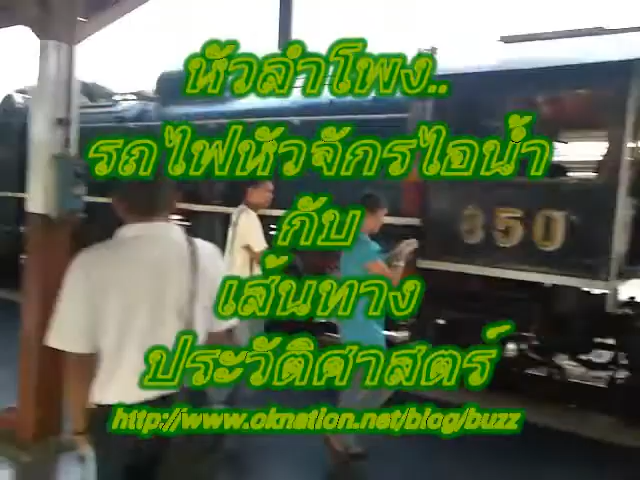 หัวลำโพง..
รถไฟหัวจักรไอน้ำ
กับ
เส้นทาง
ประวัติศาสตร์
http://www.oknation.net/blog/buzz
850